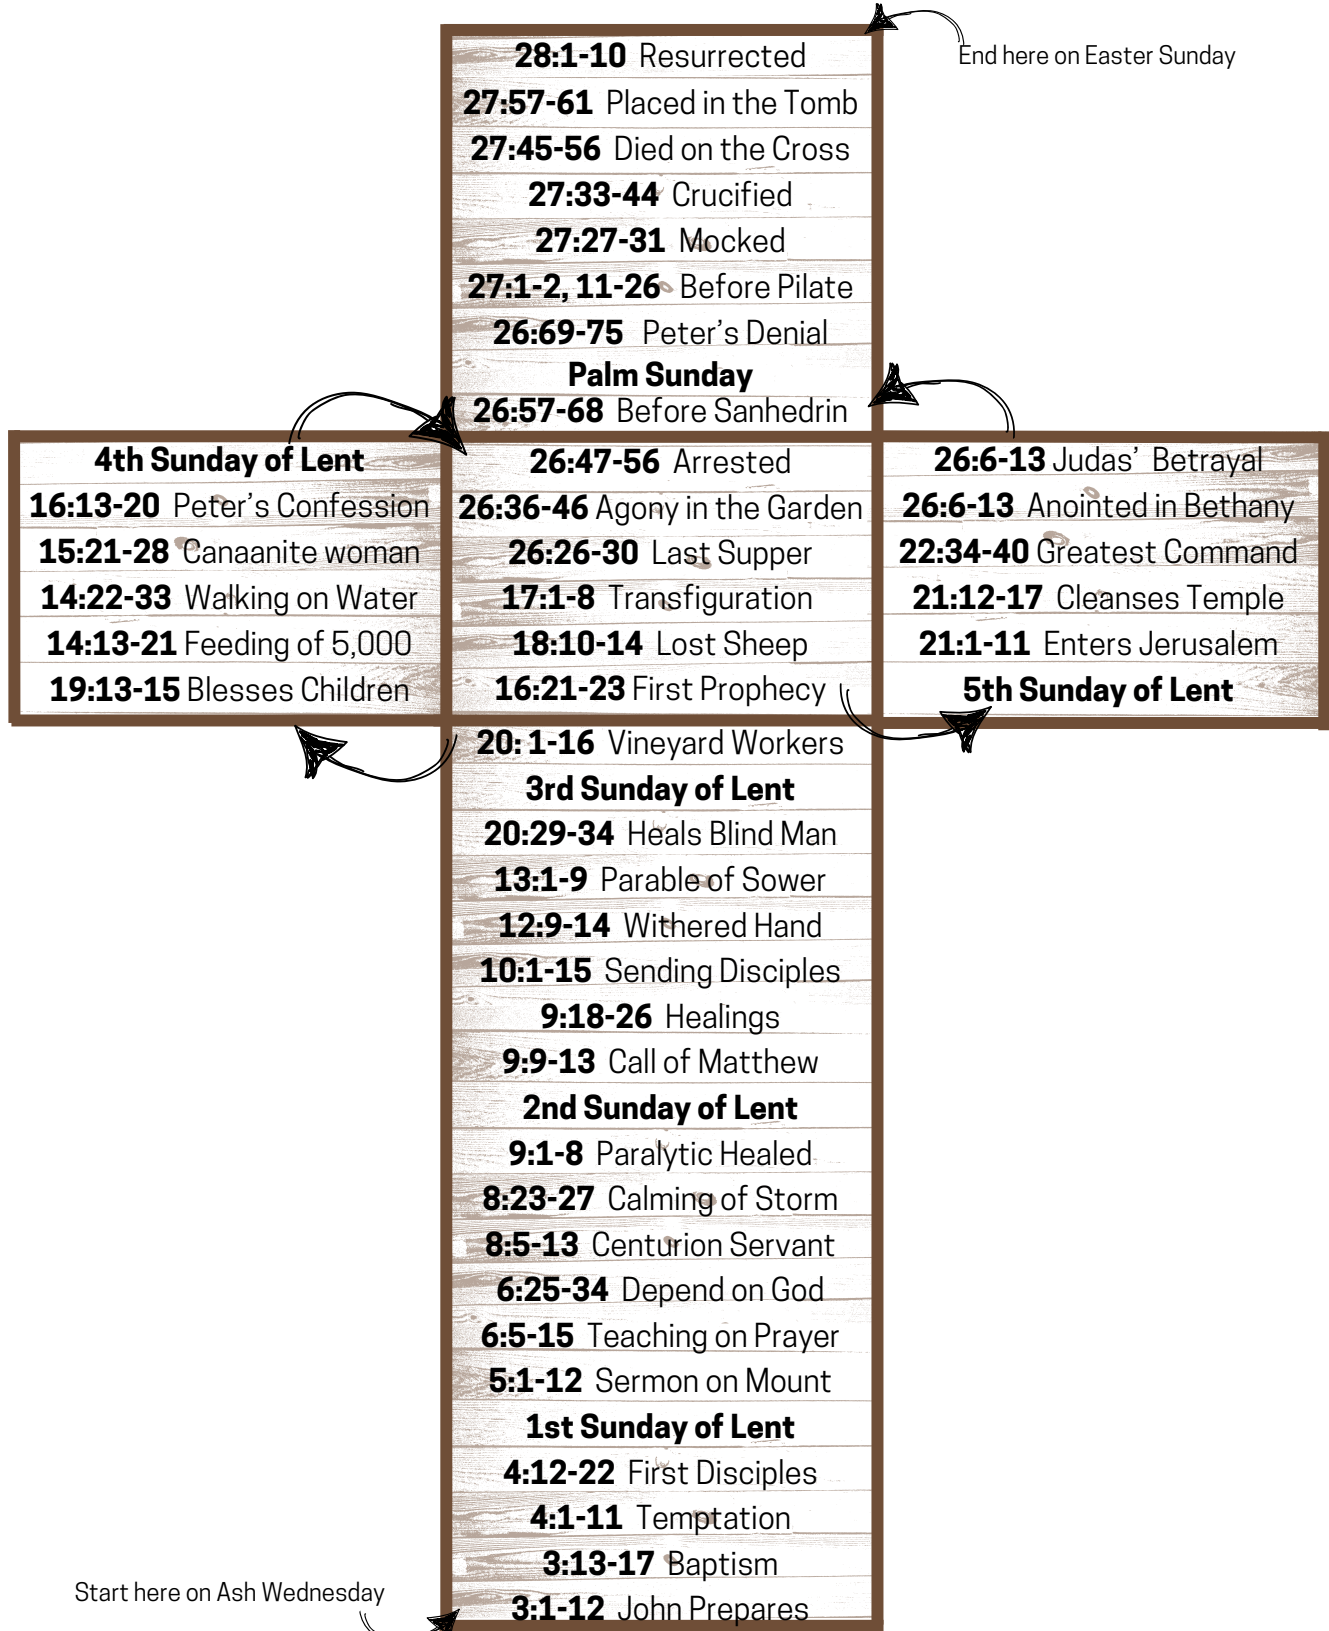 End here on Easter Sunday
28:1-10 Resurrected
27:57-61 Placed in the Tomb
27:45-56 Died on the Cross
27:33-44 Crucified
27:27-31 Mocked
27:1-2, 11-26 Before Pilate
26:69-75 Peter's Denial
Palm Sunday
26:57-68 Before Sanhedrin
4th Sunday of Lent
16:13-20 Peter's Confession
15:21-28 Canaanite woman
14:22-33 Walking on Water
14:13-21 Feeding of 5,000
19:13-15 Blesses Children
26:47-56 Arrested
26:36-46 Agony in the Garden
26:26-30 Last Supper
17:1-8 Transfiguration
18:10-14 Lost Sheep
16:21-23 First Prophecy
26:6-13 Judas' Betrayal
26:6-13 Anointed in Bethany
22:34-40 Greatest Command
21:12-17 Cleanses Temple
21:1-11 Enters Jerusalem
5th Sunday of Lent
20: 1-16 Vineyard Workers
3rd Sunday of Lent
20:29-34 Heals Blind Man
13:1-9 Parable of Sower
12:9-14 Withered Hand
10:1-15 Sending Disciples
9:18-26 Healings
9:9-13 Call of Matthew
2nd Sunday of Lent
9:1-8 Paralytic Healed
8:23-27 Calming of Storm
8:5-13 Centurion Servant
6:25-34 Depend on God
6:5-15 Teaching on Prayer
5:1-12 Sermon on Mount
1st Sunday of Lent
4:12-22 First Disciples
4:1-11 Temptation
3:13-17 Baptism
3:1-12 John Prepares
Start here on Ash Wednesday